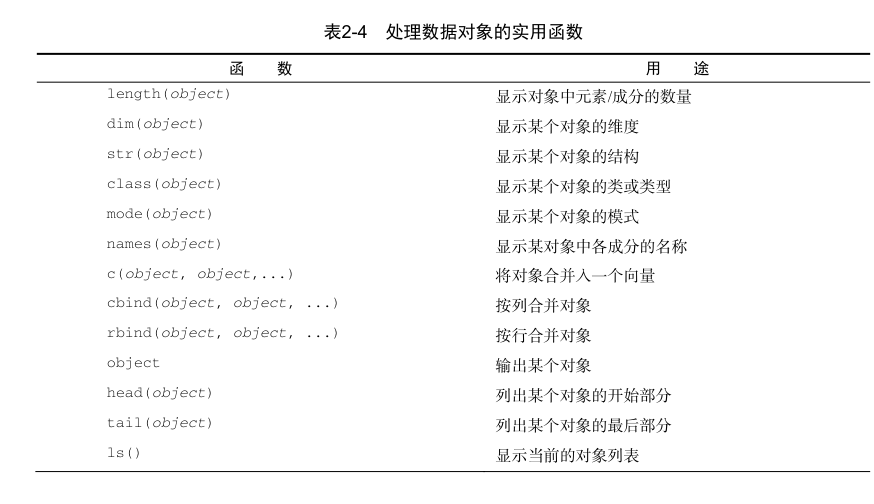 表2-4 处理数据对象的实用函数
函 数 用 途
length(object) 显示对象中元素/成分的数量
dim(object) 显示某个对象的维度
str(object) 显示某个对象的结构
class(object) 显示某个对象的类或类型
mode(object) 显示某个对象的模式
names(object) 显示某对象中各成分的名称
c(object, object,...) 将对象合并入一个向量
cbind(object, object, ...) 按列合并对象
rbind(object, object, ...) 按行合并对象
object 输出某个对象
head(object) 列出某个对象的开始部分
tail(object) 列出某个对象的最后部分
ls() 显示当前的对象列表